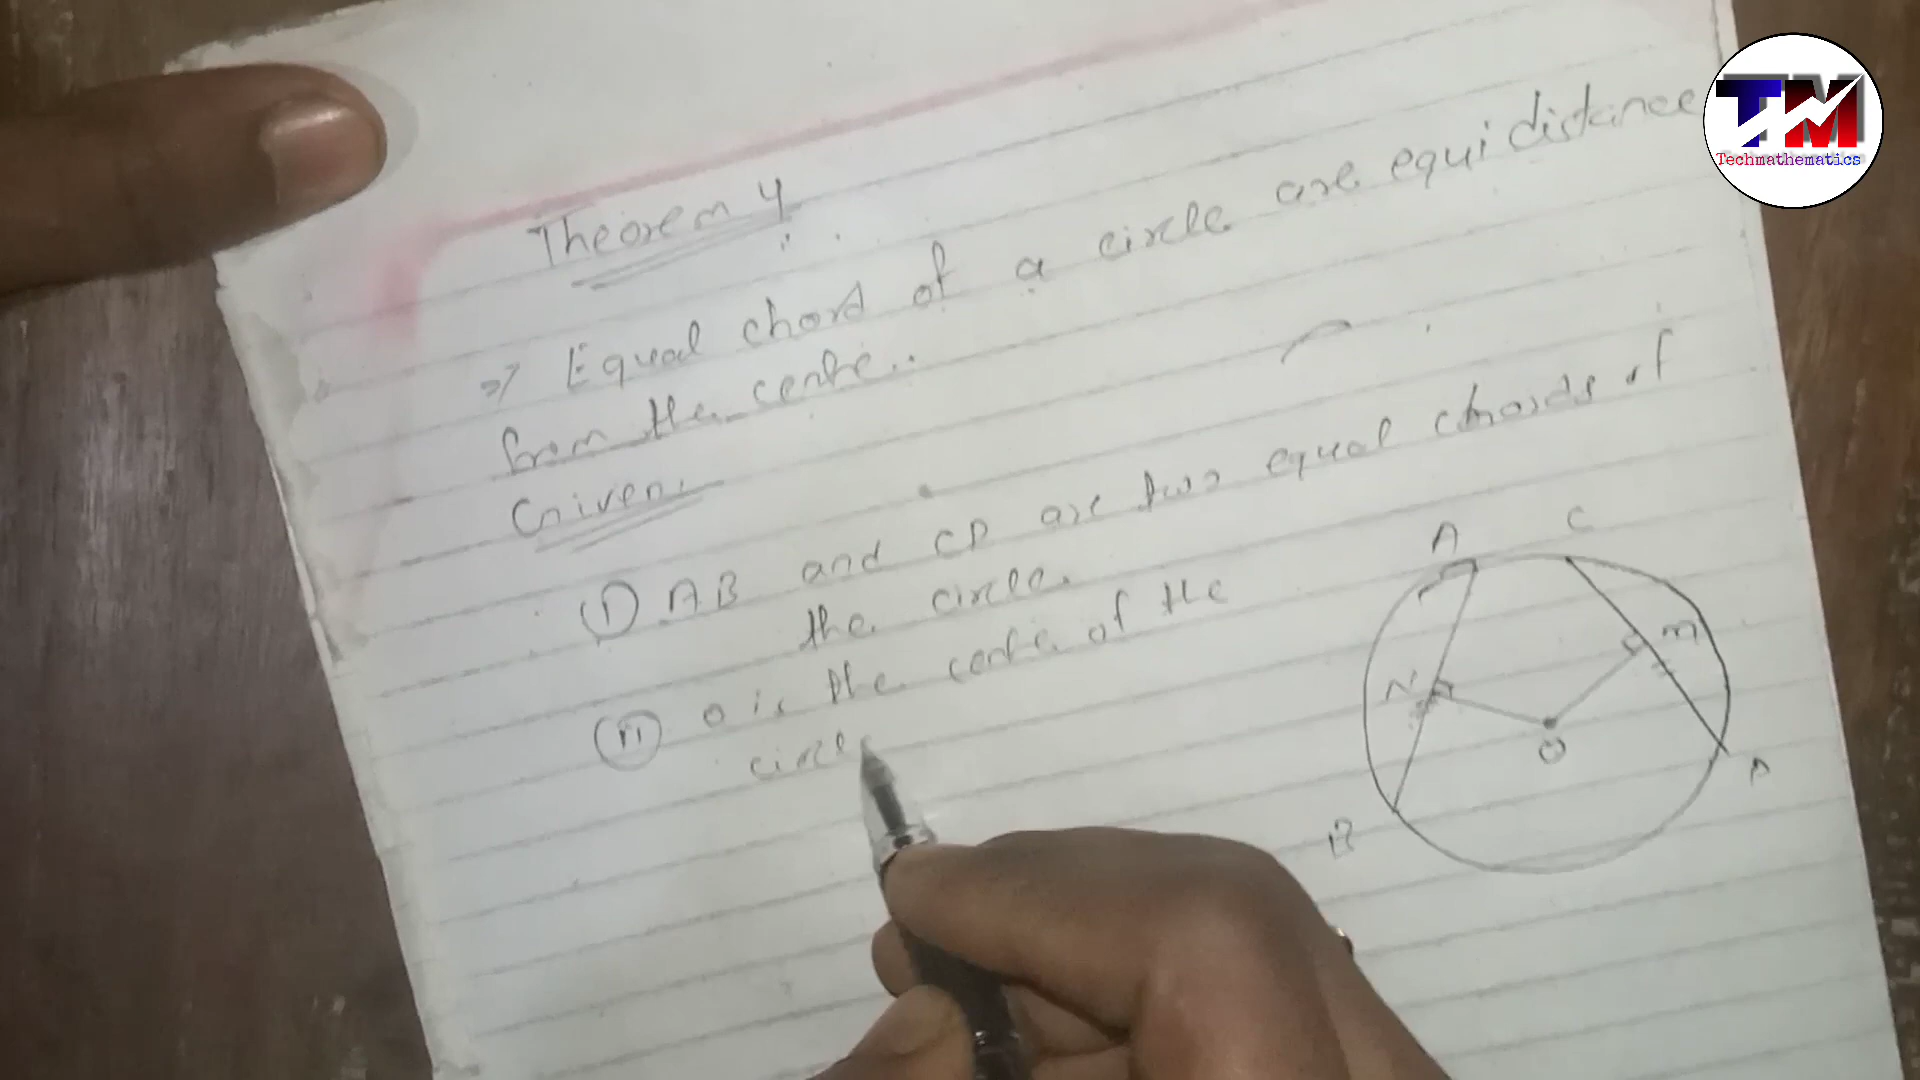 Theorem 4
=> Equal chord of a circle are equidistance
from the centre..
Given:
(i) AB and CD are two equal chords of
the circle.
(ii) O is the centre of the
circle
A
C
N
M
O
B
D
TM
Techmathematics